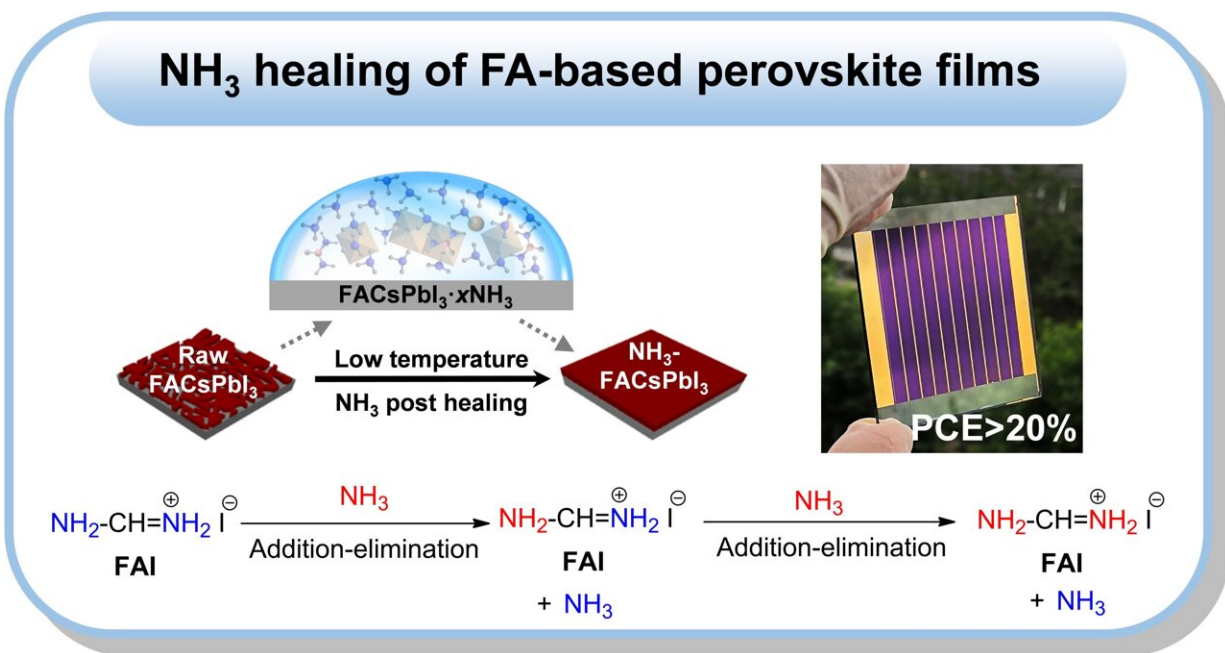 NH₃ healing of FA-based perovskite films
FACsPbI₃·xNH₃
Raw
FACsPbI₃
Low temperature
NH₃ post healing
NH₃-
FACsPbI₃
PCE>20%
NH₂-CH=NH₂ I
⊕
⊖
FAI
NH₃
Addition-elimination
NH₂-CH=NH₂ I
⊕
⊖
FAI
+ NH₃
NH₃
Addition-elimination
NH₂-CH=NH₂ I
⊕
⊖
FAI
+ NH₃